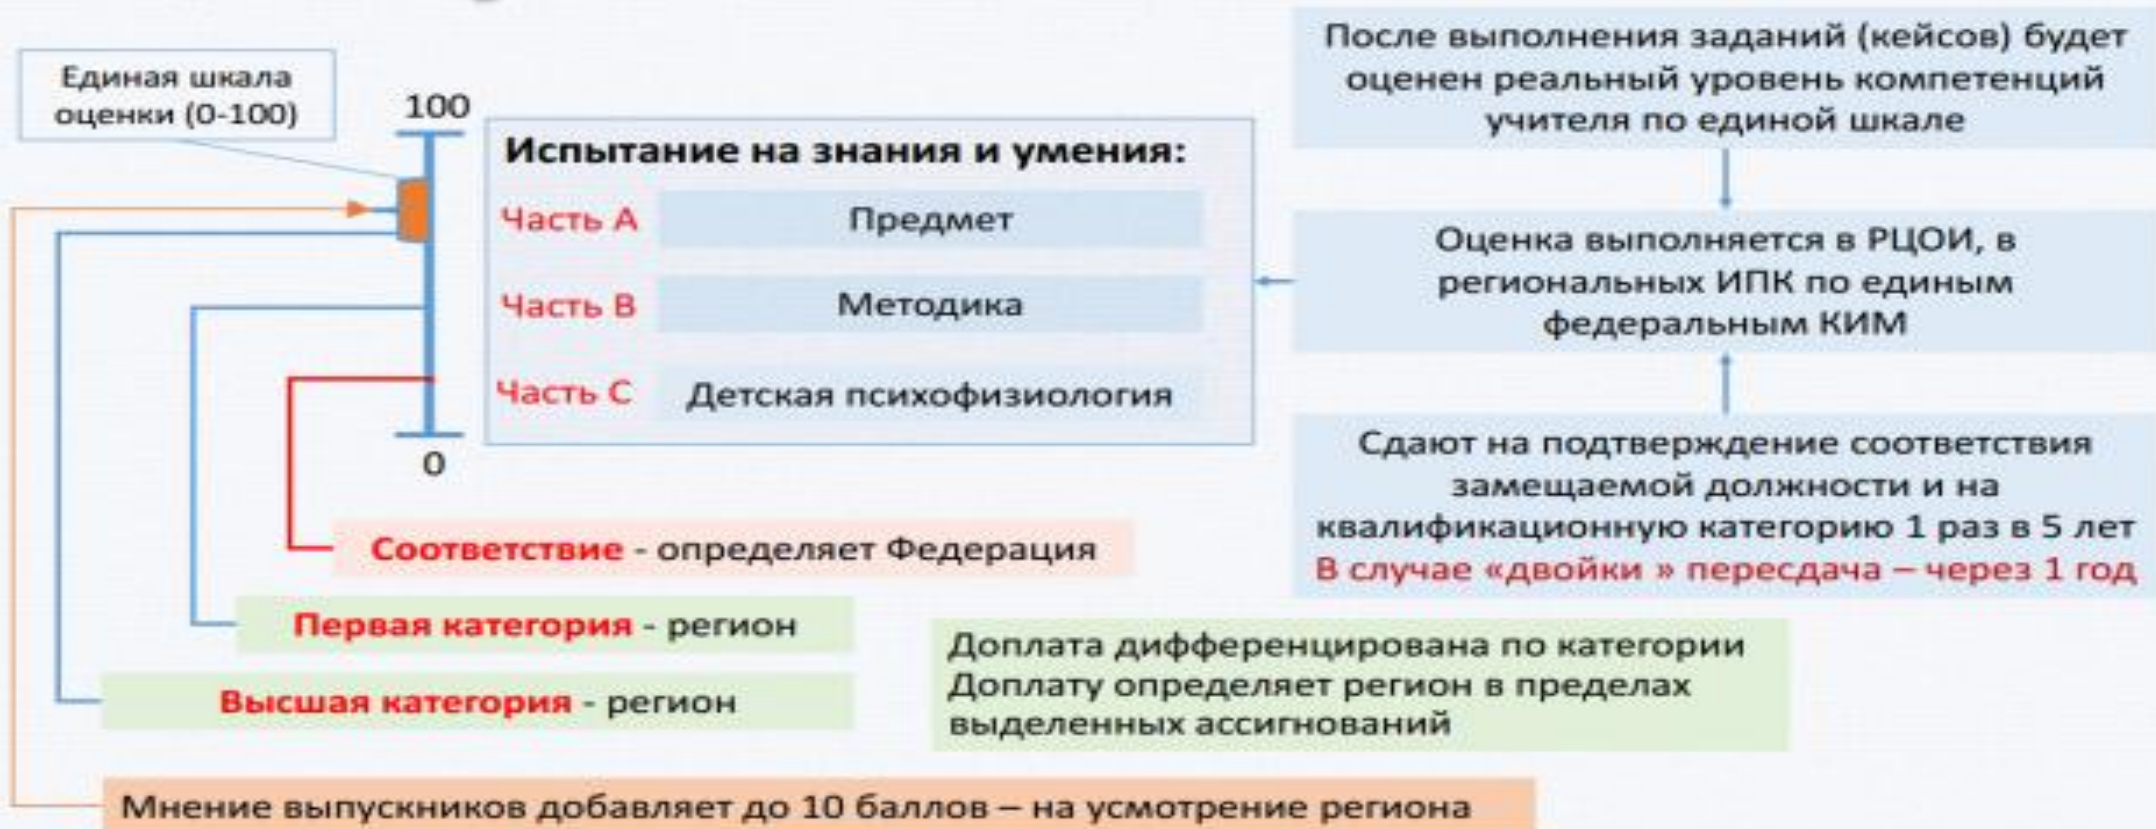 Единая шкала
оценки (0-100)
100
0
Испытание на знания и умения:
Часть А Предмет
Часть В Методика
Часть С Детская психофизиология
После выполнения заданий (кейсов) будет
оценен реальный уровень компетенций
учителя по единой шкале
Оценка выполняется в РЦОИ, в
региональных ИПК по единым
федеральным КИМ
Сдают на подтверждение соответствия
замещаемой должности и на
квалификационную категорию 1 раз в 5 лет
В случае «двойки » пересдача – через 1 год
Соответствие - определяет Федерация
Первая категория - регион
Высшая категория - регион
Доплата дифференцирована по категории
Доплату определяет регион в пределах
выделенных ассигнований
Мнение выпускников добавляет до 10 баллов – на усмотрение региона